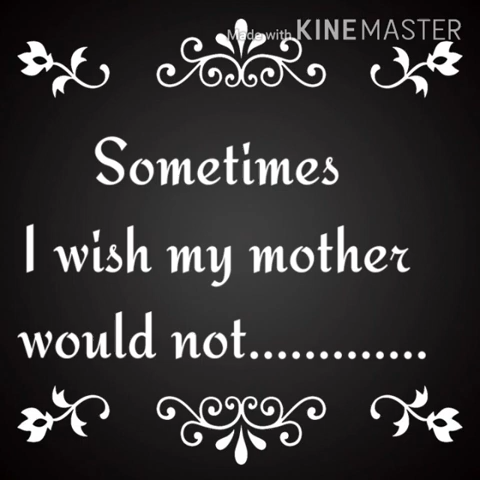 Made with KINEMASTER
Sometimes
I wish my mother
would not.............